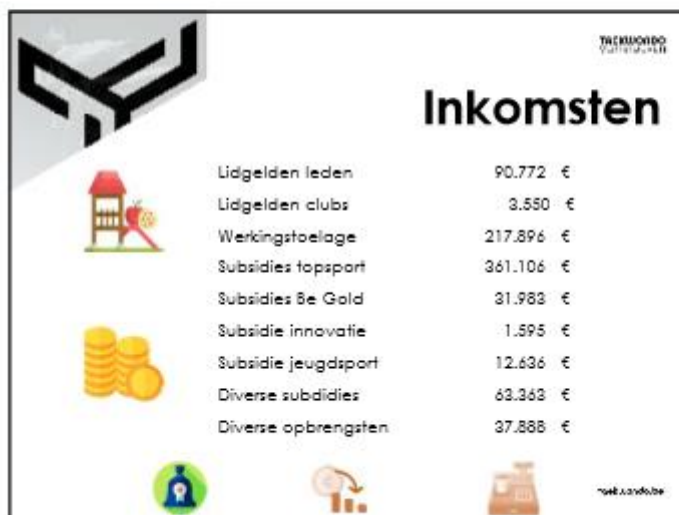 TAEKWONDO
Inkomsten
Lidgelden leden 90.772 €
Lidgelden clubs 3.550 €
Werkingstoelage 217.896 €
Subsidies topsport 361.106 €
Subsidies Be Gold 31.983 €
Subsidie innovatie 1.595 €
Subsidie jeugdsport 12.636 €
Diverse subdidies 63.363 €
Diverse opbrengsten 37.888 €